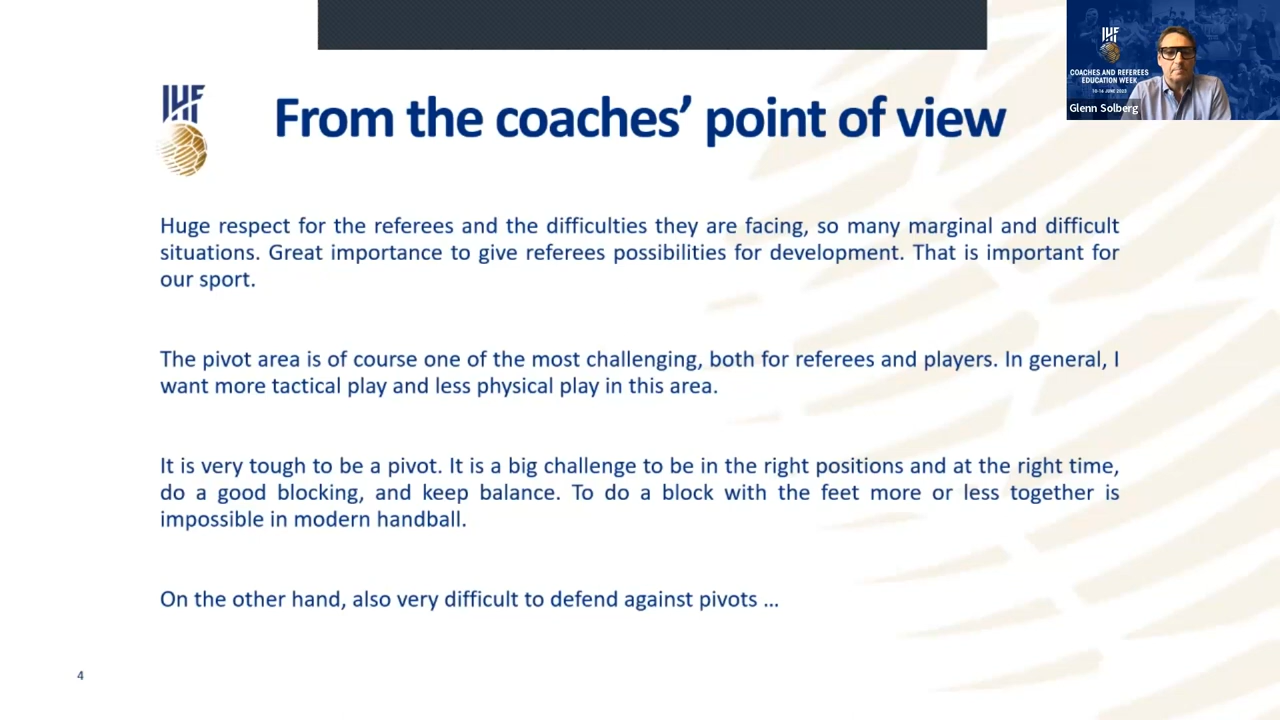 IHF
COACHES AND REFEREES
EDUCATION WEEK
10-16 JUNE 2023
Glenn Solberg
IHF
From the coaches’ point of view
Huge respect for the referees and the difficulties they are facing, so many marginal and difficult
situations. Great importance to give referees possibilities for development. That is important for
our sport.
The pivot area is of course one of the most challenging, both for referees and players. In general, I
want more tactical play and less physical play in this area.
It is very tough to be a pivot. It is a big challenge to be in the right positions and at the right time,
do a good blocking, and keep balance. To do a block with the feet more or less together is
impossible in modern handball.
On the other hand, also very difficult to defend against pivots ...
4